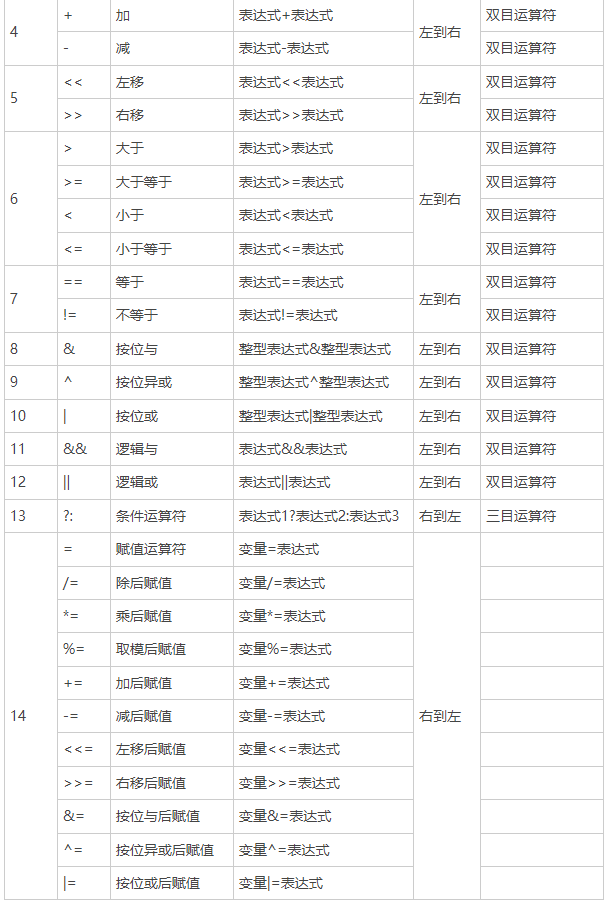 4 + 加 表达式+表达式 左到右 双目运算符
- 减 表达式-表达式 双目运算符
5 << 左移 表达式<<表达式 左到右 双目运算符
>> 右移 表达式>>表达式 双目运算符
6 > 大于 表达式>表达式 左到右 双目运算符
>= 大于等于 表达式>=表达式 双目运算符
< 小于 表达式<表达式 双目运算符
<= 小于等于 表达式<=表达式 双目运算符
7 == 等于 表达式==表达式 左到右 双目运算符
!= 不等于 表达式!=表达式 双目运算符
8 & 按位与 整型表达式&整型表达式 左到右 双目运算符
9 ^ 按位异或 整型表达式^整型表达式 左到右 双目运算符
10 | 按位或 整型表达式|整型表达式 左到右 双目运算符
11 && 逻辑与 表达式&&表达式 左到右 双目运算符
12 || 逻辑或 表达式||表达式 左到右 双目运算符
13 ?: 条件运算符 表达式1?表达式2:表达式3 右到左 三目运算符
14 = 赋值运算符 变量=表达式 右到左
/= 除后赋值 变量/=表达式
*= 乘后赋值 变量*=表达式
%= 取模后赋值 变量%=表达式
+= 加后赋值 变量+=表达式
-= 减后赋值 变量-=表达式
<<= 左移后赋值 变量<<=表达式
>>= 右移后赋值 变量>>=表达式
&= 按位与后赋值 变量&=表达式
^= 按位异或后赋值 变量^=表达式
|= 按位或后赋值 变量|=表达式